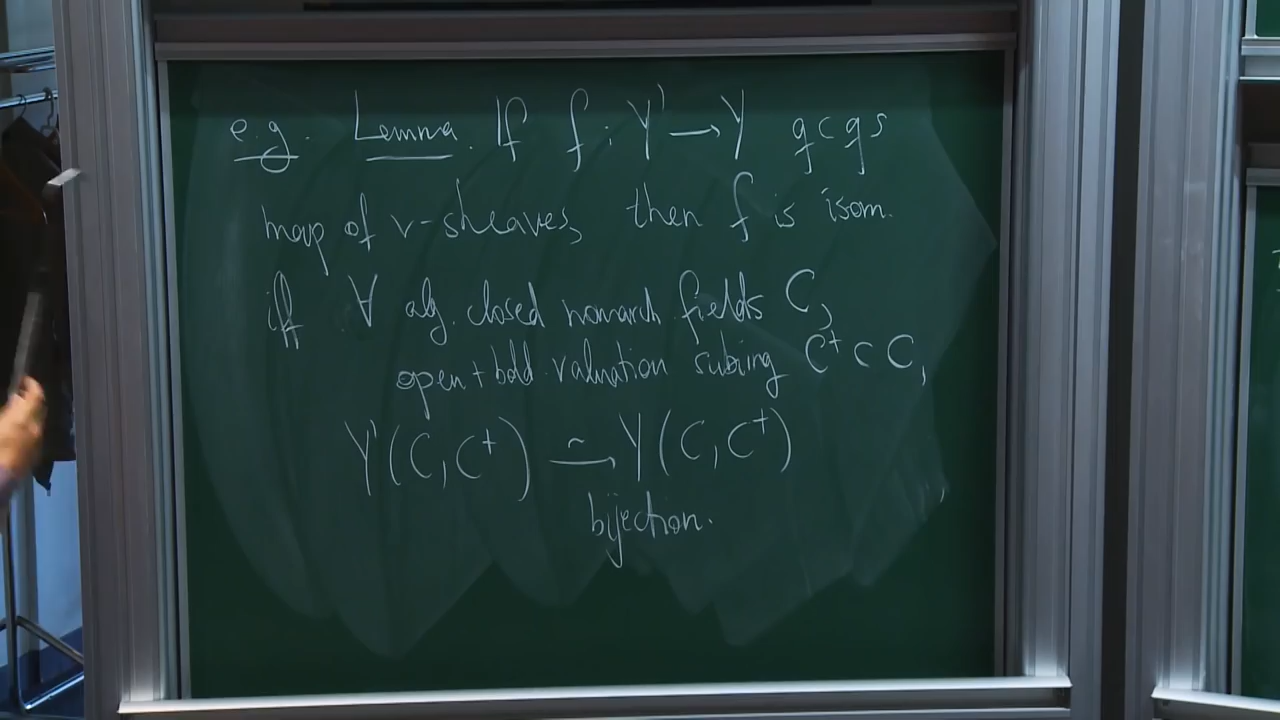 e.g. Lemma. If f : Y' → Y qcqs
map of v-sheaves, then f is isom.
iff ∀ alg. closed nonarch fields C,
open + bdd. valuation subring C⁺ ⊂ C,
Y'(C, C⁺) ⥲ Y(C, C⁺)
bijection.